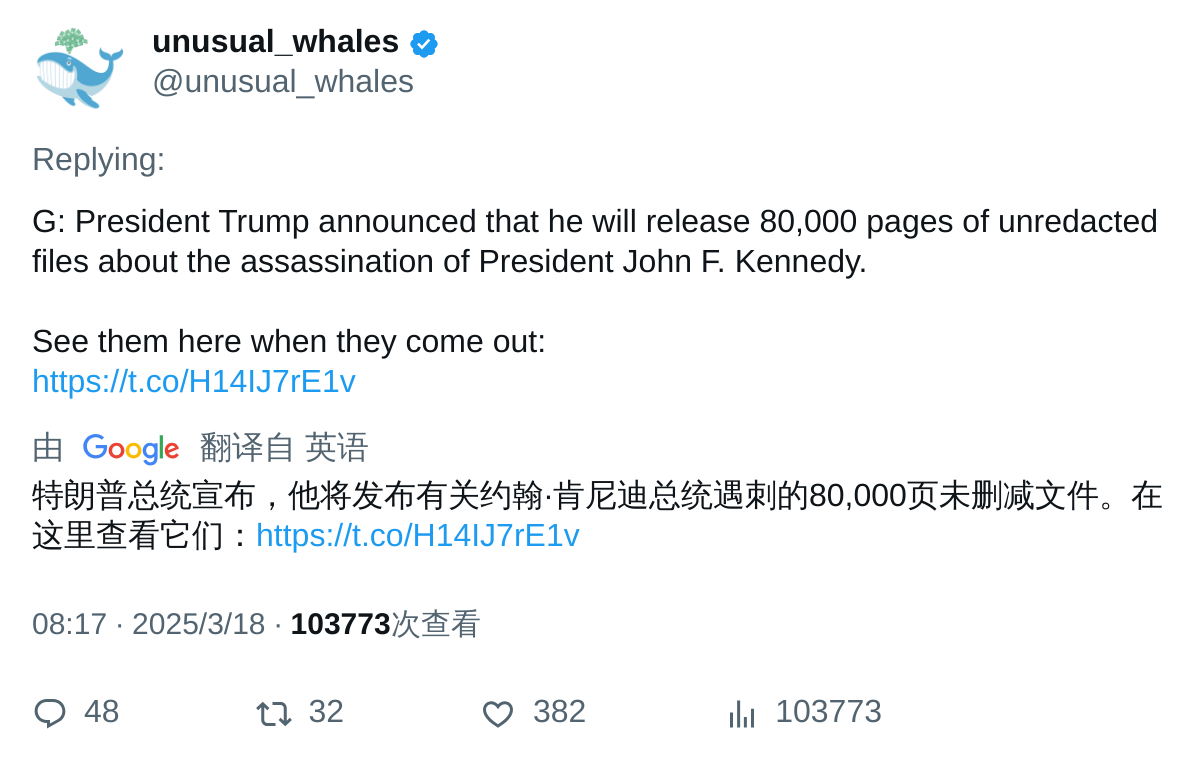 unusual_whales
@unusual_whales
Replying:
G: President Trump announced that he will release 80,000 pages of unredacted
files about the assassination of President John F. Kennedy.
See them here when they come out:
https://t.co/H14IJ7rE1v
由 Google 翻译自 英语
特朗普总统宣布，他将发布有关约翰·肯尼迪总统遇刺的80,000页未删减文件。在
这里查看它们：https://t.co/H14IJ7rE1v
08:17 · 2025/3/18 · 103773次查看
48 32 382 103773